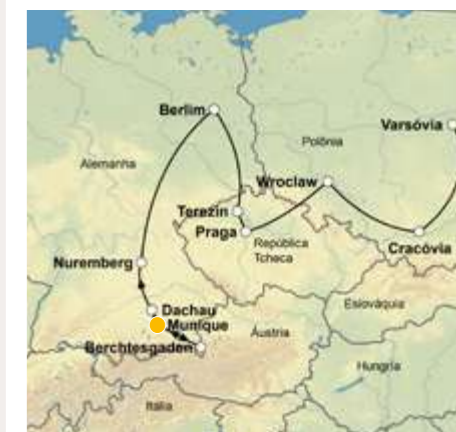 Berlim
Varsóvia
Polônia
Alemanha
Wroclaw
Terezín
Praga
República
Tcheca
Cracóvia
Nuremberg
Dachau
Munique
Eslováquia
Áustria
Berchtesgaden
Hungria
Itália